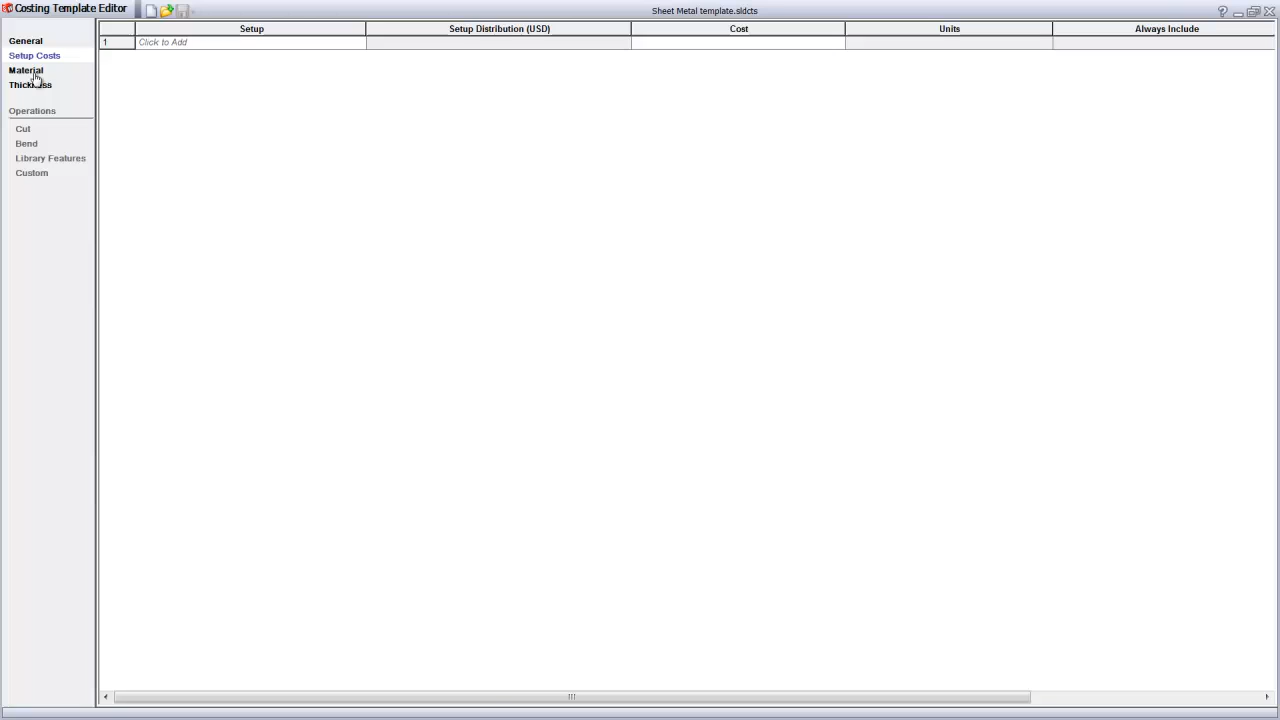 Costing Template Editor
Sheet Metal template.sldcts
General
Setup Costs
Material
Thickness
Operations
Cut
Bend
Library Features
Custom
Setup Setup Distribution (USD) Cost Units Always Include
1 Click to Add